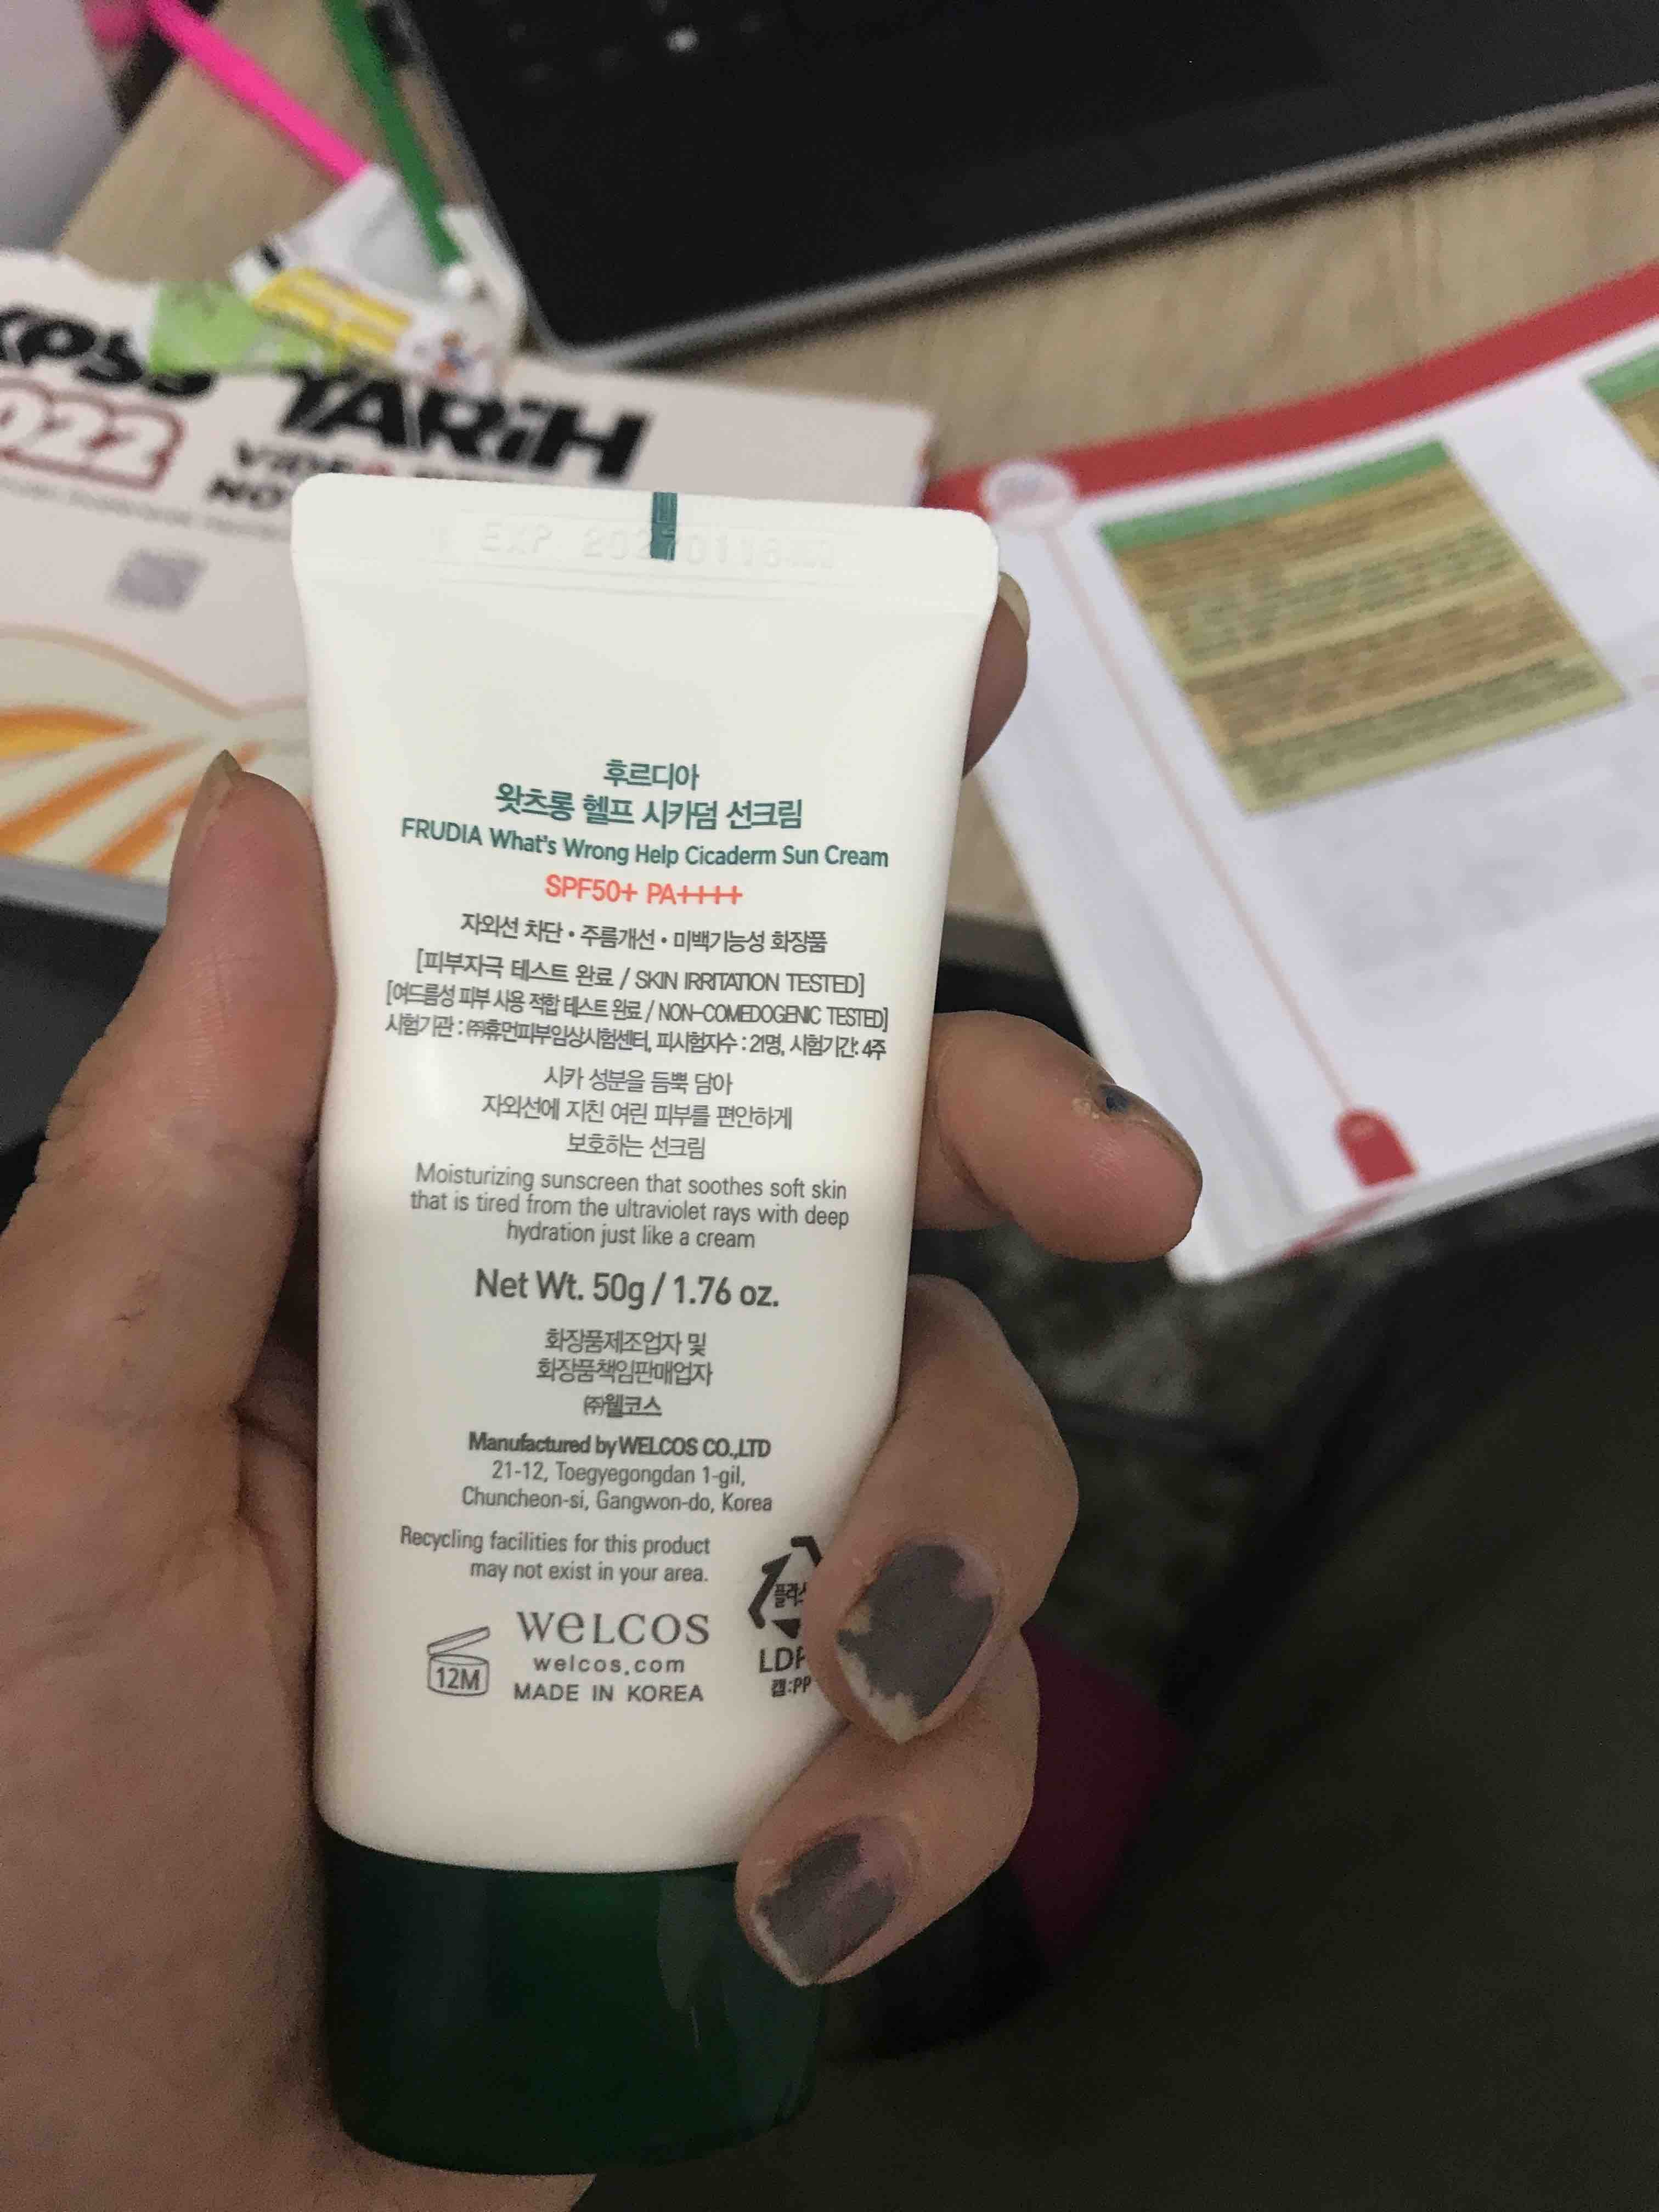 KPSS TARİH
2022
VİDEO
EXP
후르디아
왓츠롱 헬프 시카덤 선크림
FRUDIA What's Wrong Help Cicaderm Sun Cream
SPF50+ PA++++
자외선 차단 • 주름개선 • 미백기능성 화장품
[피부자극 테스트 완료 / SKIN IRRITATION TESTED]
[여드름성 피부 사용 적합 테스트 완료 / NON-COMEDOGENIC TESTED]
시험기관 : ㈜휴먼피부임상시험센터, 피시험자수 : 21명, 시험기간: 4주
시카 성분을 듬뿍 담아
자외선에 지친 여린 피부를 편안하게
보호하는 선크림
Moisturizing sunscreen that soothes soft skin
that is tired from the ultraviolet rays with deep
hydration just like a cream
Net Wt. 50g / 1.76 oz.
화장품제조업자 및
화장품책임판매업자
㈜웰코스
Manufactured by WELCOS CO.,LTD
21-12, Toegyegongdan 1-gil,
Chuncheon-si, Gangwon-do, Korea
Recycling facilities for this product
may not exist in your area.
12M
WeLCOS
welcos.com
MADE IN KOREA
캡:PP